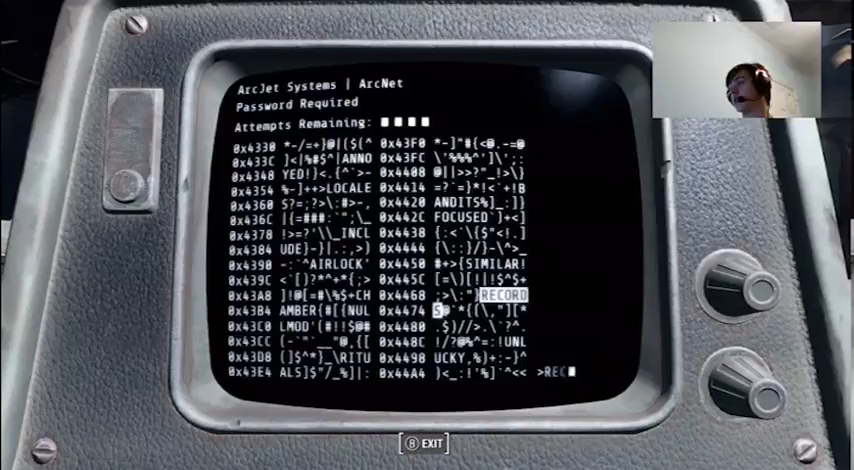 ArcJet Systems | ArcNet
Password Required
Attempts Remaining:
0x4330 *-/=+}@|($(^ 0x43F0 *-]"#{<@.-=@
0x433C ]<|%#$^|ANNO 0x43FC \'%%%^']\';:
0x4348 YED!}<.{^`>- 0x4408 @||>>?"_!>\}
0x4354 %-]++>LOCALE 0x4414 =?`=}*!<`+!B
0x4360 $?=;?>\:#>-, 0x4420 ANDITS%]_:]}
0x436C |{=###:`";\_ 0x442C FOCUSED`)+<]
0x4378 !>=?'\\_INCL 0x4438 {:<`\{$"<!.]
0x4384 UDE}-}|_.:,>) 0x4444 (\::}/}-\^>_
0x4390 -:`^AIRLOCK' 0x4450 #+>{SIMILAR!
0x439C <`[)?*^+*{;> 0x445C [=\)[!|!$^$+
0x43A8 ]!@[=#\%$+CH 0x4468 ;>\:"}RECORD
0x43B4 AMBER{#[{NUL 0x4474 S@`*{(\,"][*
0x43C0 LMOD'(#!!$@# 0x4480 .$)//>.\`?^.
0x43CC (-`"`__"@,{[ 0x448C !/?@%^=:!UNL
0x43D8 (]$^*}_\RITU 0x4498 UCKY,%)+:-}^
0x43E4 ALS]$"/_%]|: 0x44A4 )<_:!'%]`^<< >REC
EXIT